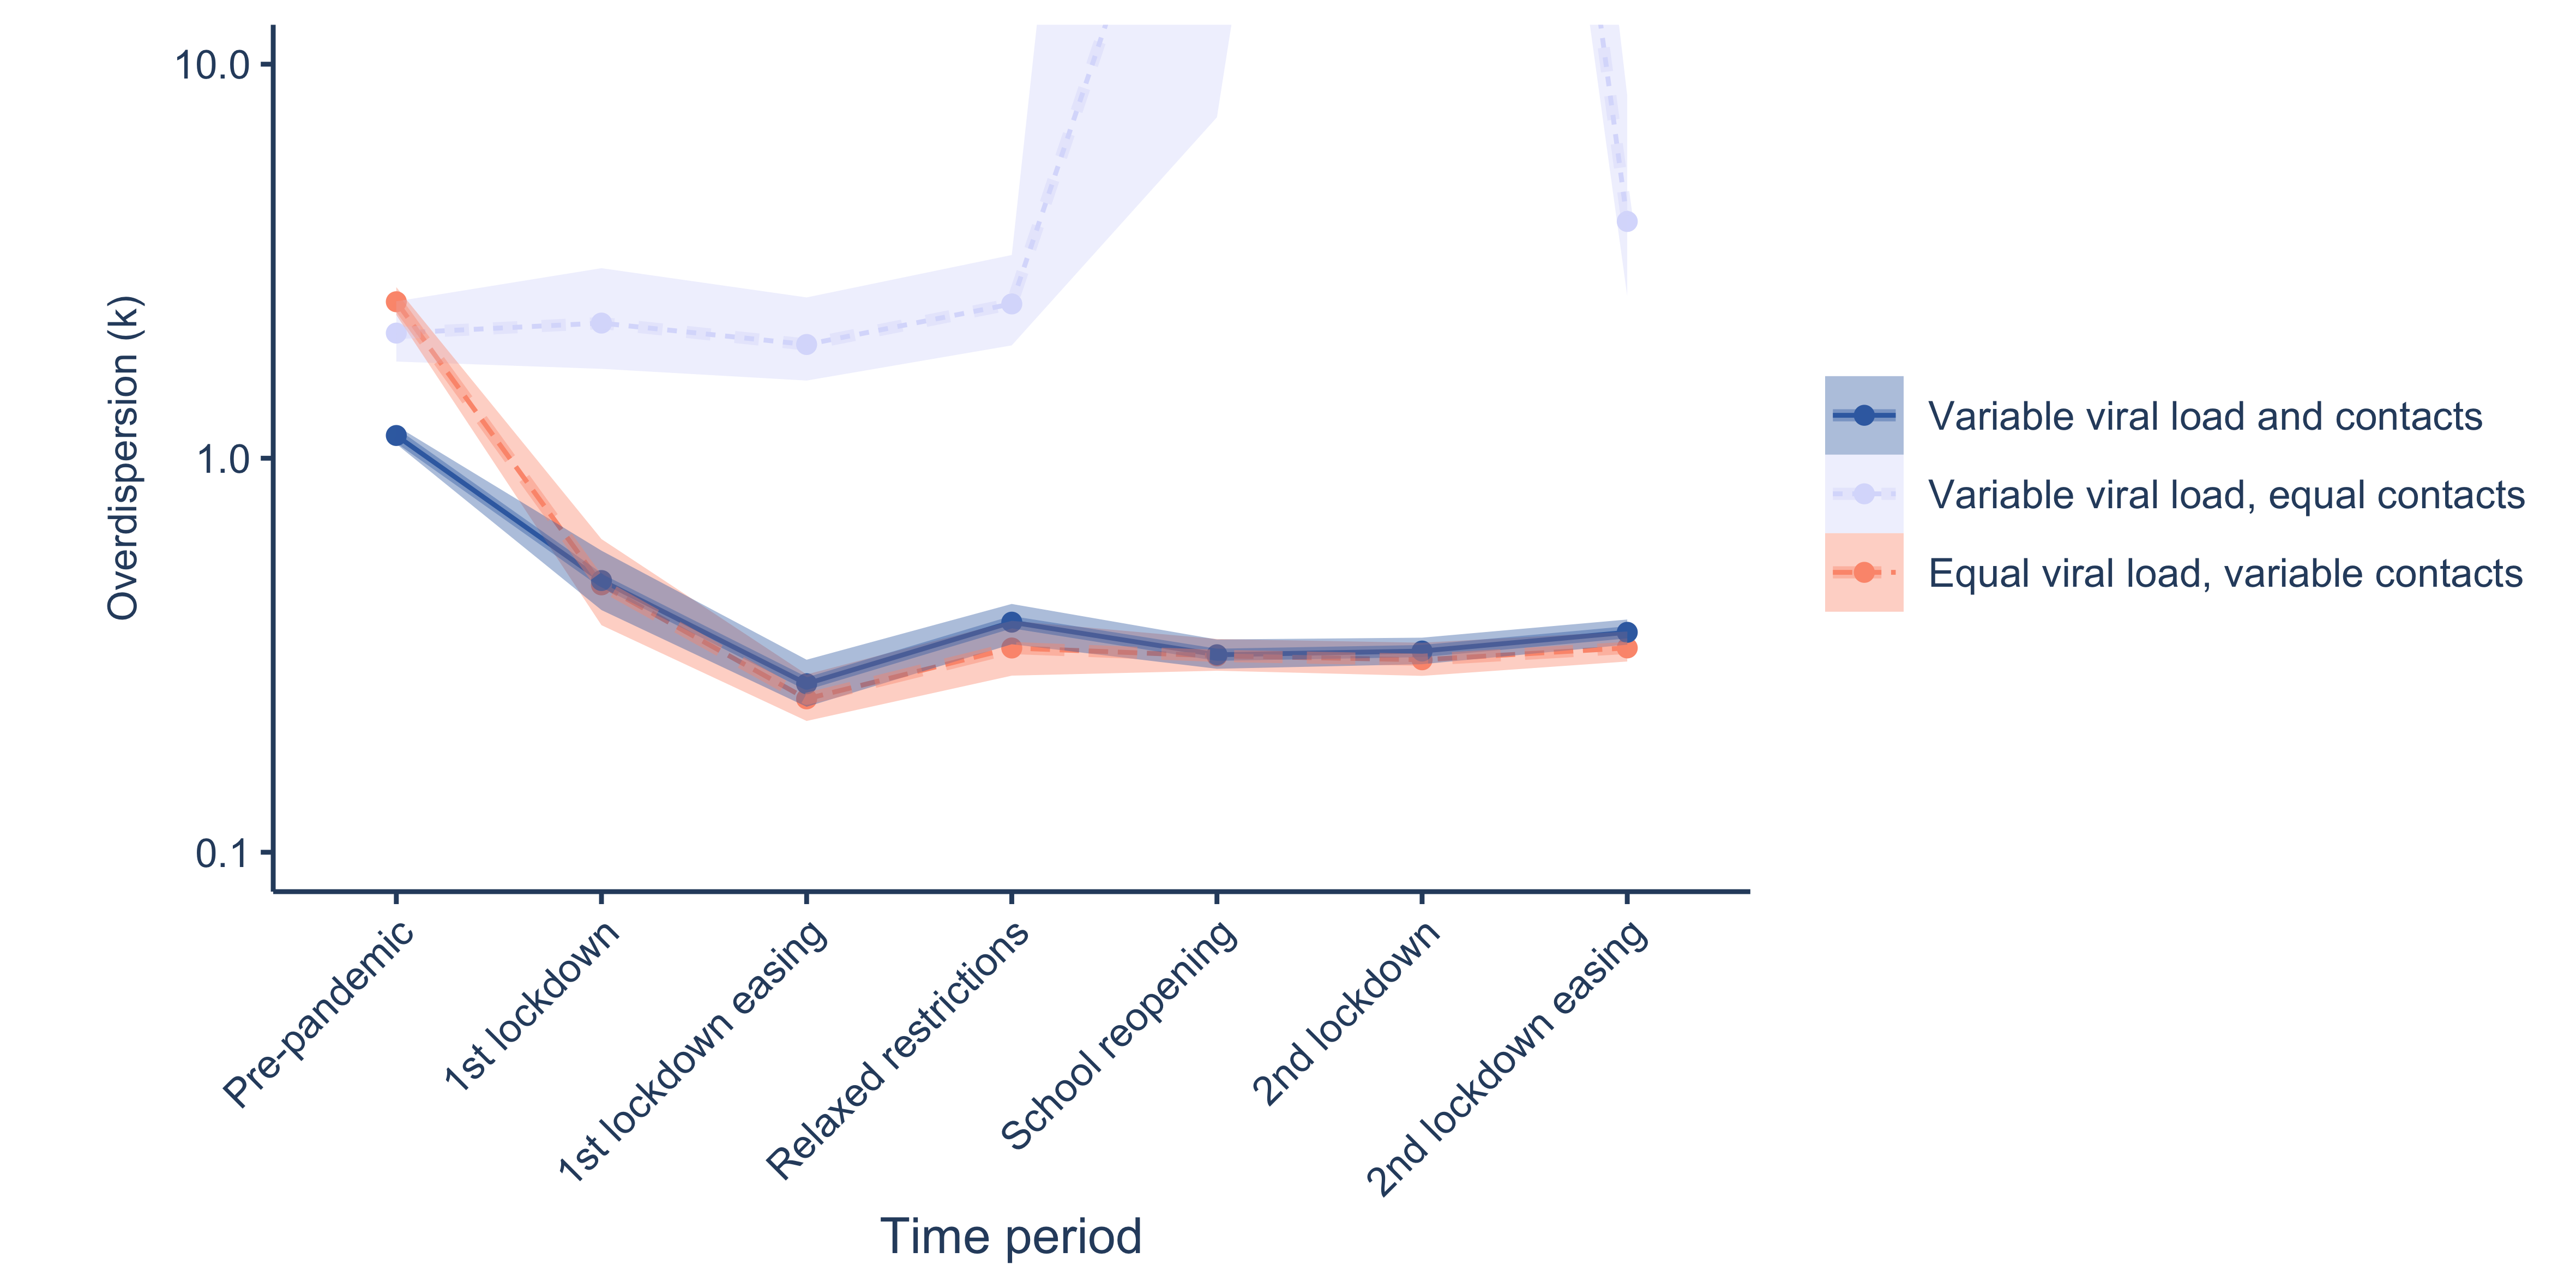 10.0
1.0
0.1
Overdispersion (k)
Pre-pandemic
1st lockdown
1st lockdown easing
Relaxed restrictions
School reopening
2nd lockdown
2nd lockdown easing
Time period
Variable viral load and contacts
Variable viral load, equal contacts
Equal viral load, variable contacts